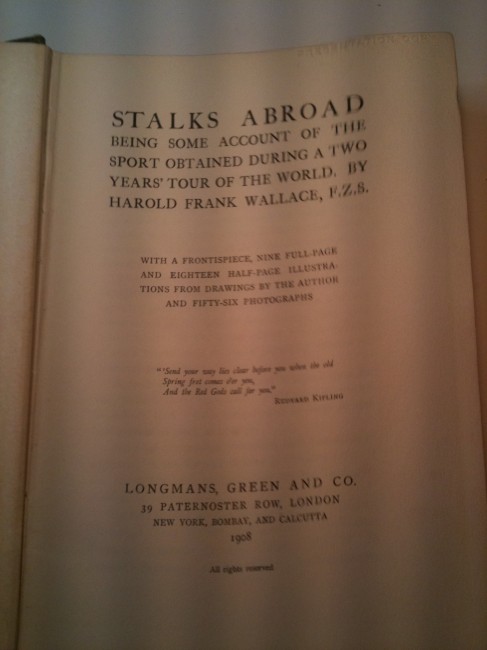 STALKS ABROAD
BEING SOME ACCOUNT OF THE
SPORT OBTAINED DURING A TWO
YEARS' TOUR OF THE WORLD. BY
HAROLD FRANK WALLACE, F.Z.S.
WITH A FRONTISPIECE, NINE FULL-PAGE
AND EIGHTEEN HALF-PAGE ILLUSTRA-
TIONS FROM DRAWINGS BY THE AUTHOR
AND FIFTY-SIX PHOTOGRAPHS
"'Send your way lies clear before you when the old
Spring fret comes o'er you,
And the Red Gods call for you."
RUDYARD KIPLING
LONGMANS, GREEN AND CO.
39 PATERNOSTER ROW, LONDON
NEW YORK, BOMBAY, AND CALCUTTA
1908
All rights reserved